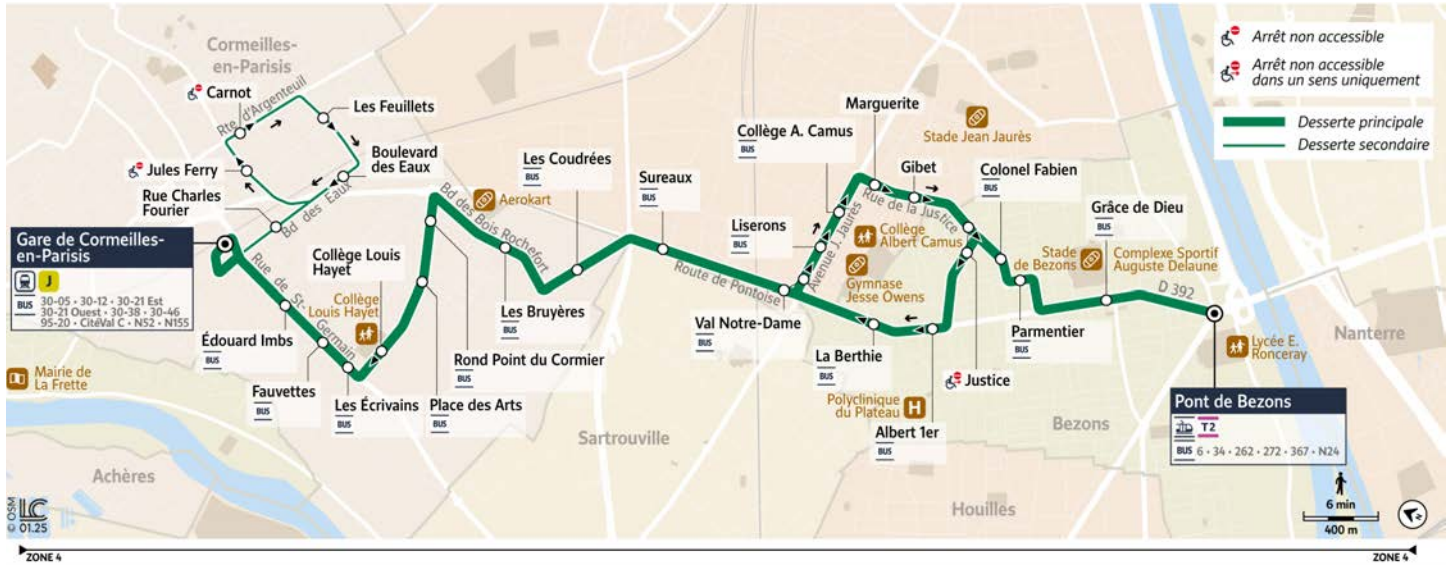 Cormeilles-
en-Parisis
Carnot
Rte d'Argenteuil
Les Feuillets
Jules Ferry
Boulevard
des Eaux
Rue Charles
Fourier
Bd des Eaux
Gare de Cormeilles-
en-Parisis
J
BUS
30-05 • 30-12 • 30-21 Est
30-21 Ouest • 30-38 • 30-46
95-20 • CitéVal C • N52 • N155
Rue de St-
Germain
Édouard Imbs
BUS
Fauvettes
BUS
Les Écrivains
BUS
Collège Louis
Hayet
Collège
Louis Hayet
Place des Arts
BUS
Rond Point du Cormier
BUS
Bd des Bois Rochefort
Aerokart
Les Bruyères
BUS
Les Coudrées
BUS
Sureaux
BUS
Route de Pontoise
Val Notre-Dame
BUS
Liserons
BUS
Avenue J. Jaurès
Collège A. Camus
BUS
Marguerite
Stade Jean Jaurès
Gibet
Rue de la Justice
Collège
Albert Camus
Gymnase
Jesse Owens
Colonel Fabien
BUS
Stade
de Bezons
Grâce de Dieu
BUS
Complexe Sportif
Auguste Delaune
D 392
Parmentier
BUS
Justice
La Berthie
BUS
Polyclinique
du Plateau
H
Albert 1er
BUS
Lycée E.
Ronceray
Nanterre
Pont de Bezons
T2
BUS
6 • 34 • 262 • 272 • 367 • N24
Bezons
Houilles
Sartrouville
Mairie de
La Frette
Achères
Arrêt non accessible
Arrêt non accessible
dans un sens uniquement
Desserte principale
Desserte secondaire
6 min
400 m
N
© OSM
LC
01.25
ZONE 4
ZONE 4